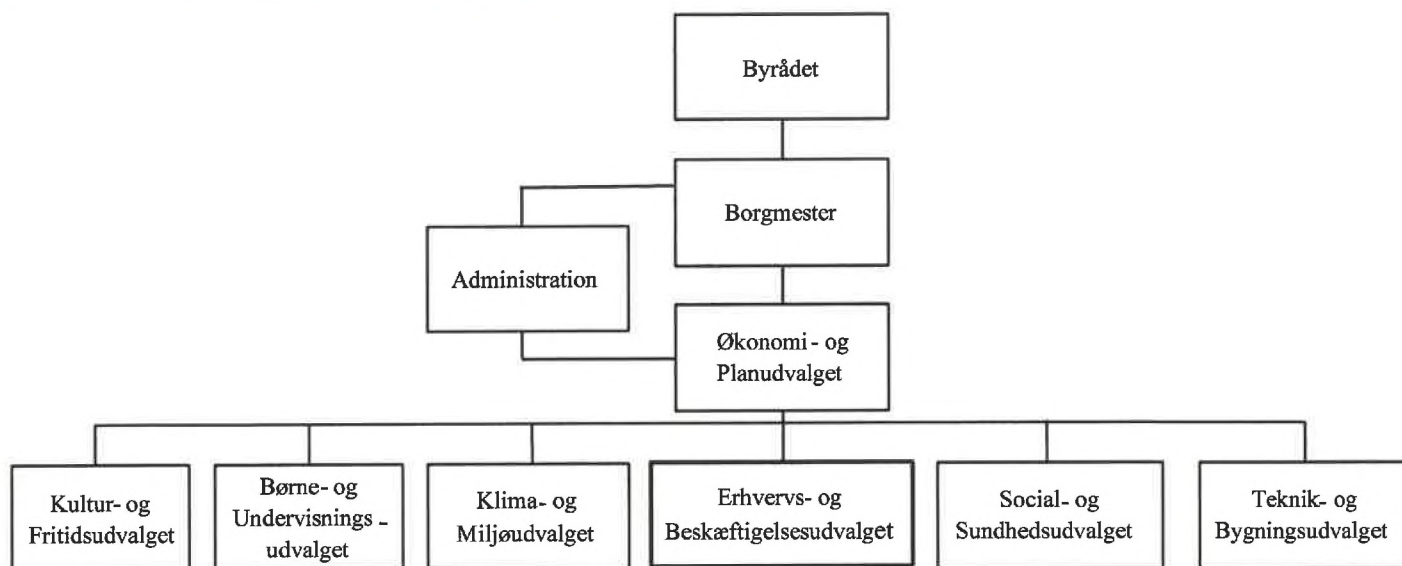 Byrådet
Borgmester
Administration
Økonomi- og
Planudvalget
Kultur- og
Fritidsudvalget
Børne- og
Undervisnings-
udvalget
Klima- og
Miljøudvalget
Erhvervs- og
Beskæftigelsesudvalget
Social- og
Sundhedsudvalget
Teknik- og
Bygningsudvalget